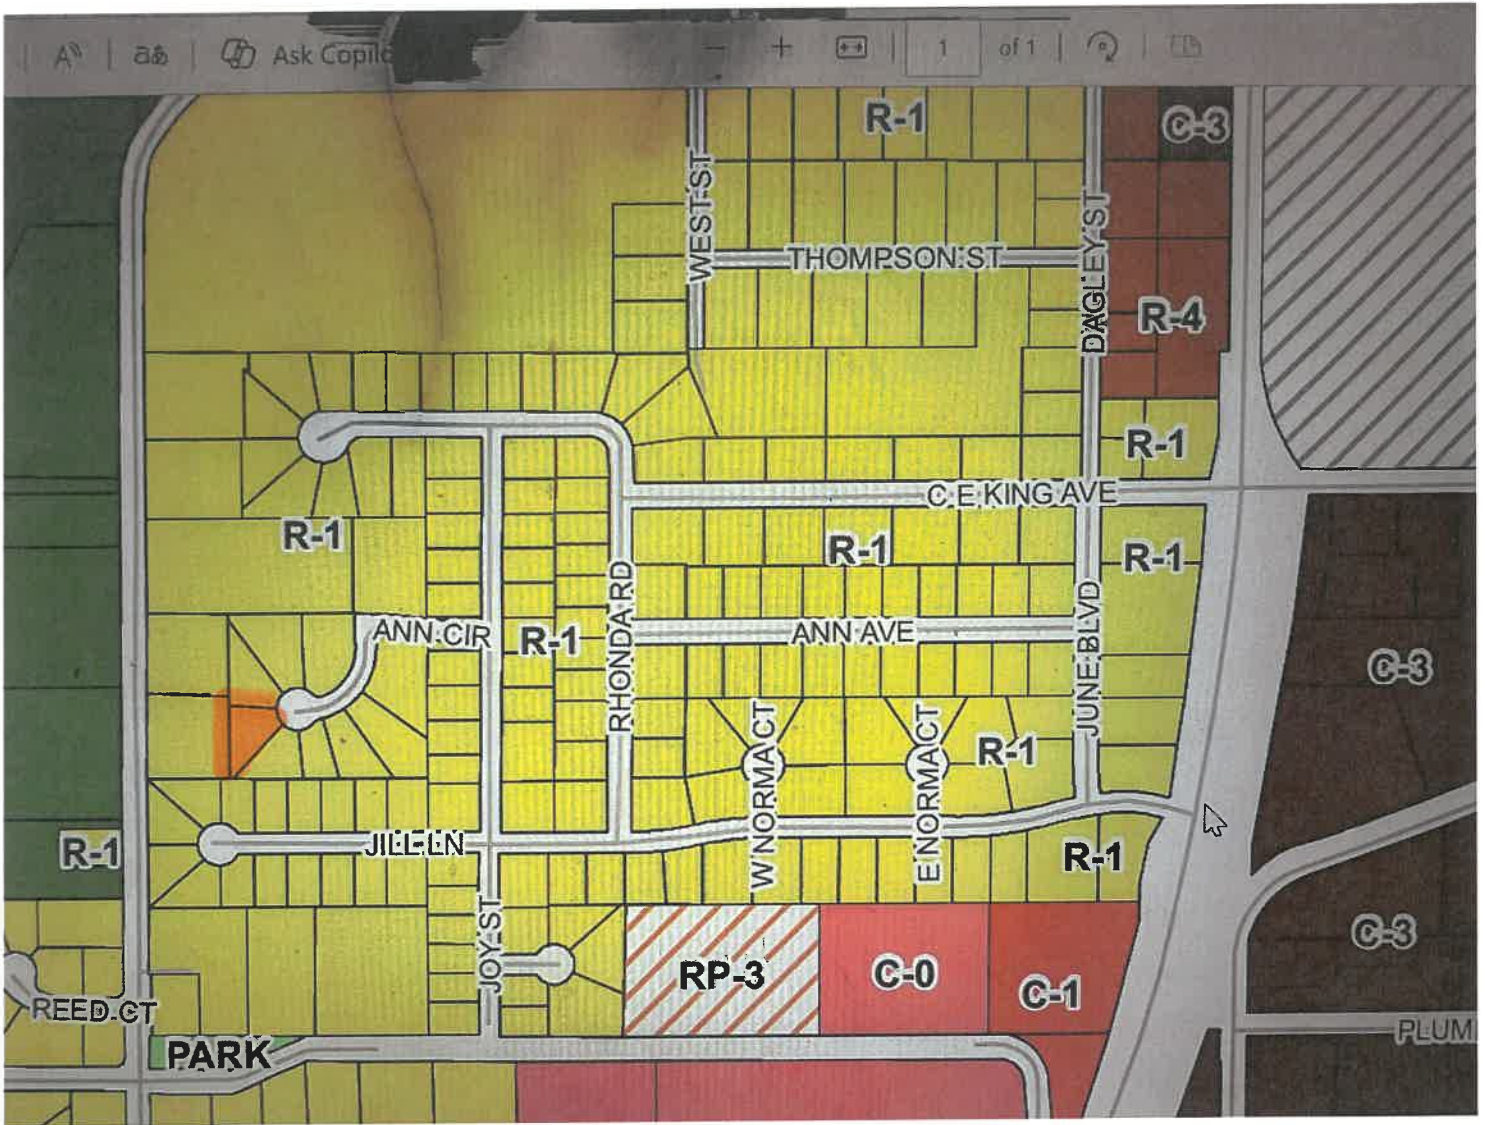 Ask Copilo
1 of 1
R-1
C-3
WEST ST
THOMPSON ST
DAGLEY ST
R-4
R-1
C E KING AVE
R-1
R-1
R-1
RHONDA RD
ANN CIR
R-1
ANN AVE
JUNE BLVD
C-3
W NORMA CT
E NORMA CT
R-1
R-1
JILL LN
R-1
JOY ST
RP-3
C-0
C-1
C-3
REED CT
PARK
PLUM